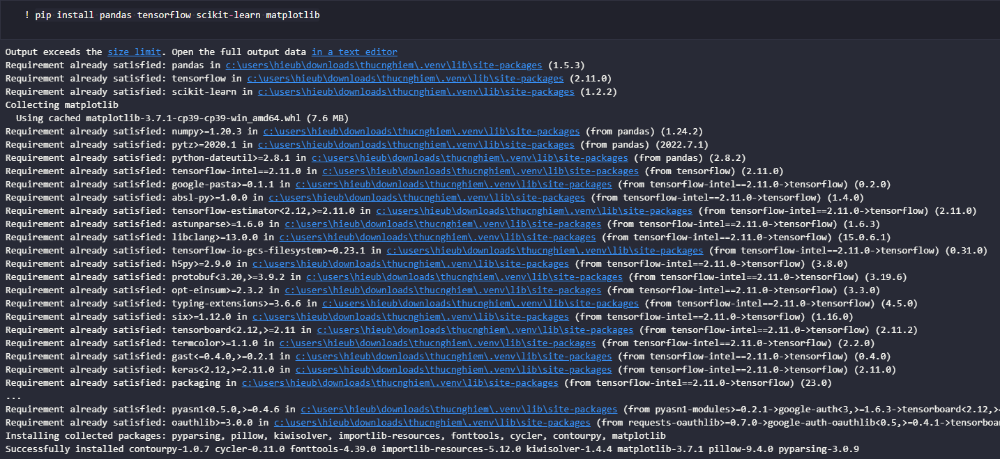 ! pip install pandas tensorflow scikit-learn matplotlib
Output exceeds the size limit. Open the full output data in a text editor
Requirement already satisfied: pandas in c:\users\hieub\downloads\thucnghiem\.venv\lib\site-packages (1.5.3)
Requirement already satisfied: tensorflow in c:\users\hieub\downloads\thucnghiem\.venv\lib\site-packages (2.11.0)
Requirement already satisfied: scikit-learn in c:\users\hieub\downloads\thucnghiem\.venv\lib\site-packages (1.2.2)
Collecting matplotlib
  Using cached matplotlib-3.7.1-cp39-cp39-win_amd64.whl (7.6 MB)
Requirement already satisfied: numpy>=1.20.3 in c:\users\hieub\downloads\thucnghiem\.venv\lib\site-packages (from pandas) (1.24.2)
Requirement already satisfied: pytz>=2020.1 in c:\users\hieub\downloads\thucnghiem\.venv\lib\site-packages (from pandas) (2022.7.1)
Requirement already satisfied: python-dateutil>=2.8.1 in c:\users\hieub\downloads\thucnghiem\.venv\lib\site-packages (from pandas) (2.8.2)
Requirement already satisfied: tensorflow-intel==2.11.0 in c:\users\hieub\downloads\thucnghiem\.venv\lib\site-packages (from tensorflow) (2.11.0)
Requirement already satisfied: google-pasta>=0.1.1 in c:\users\hieub\downloads\thucnghiem\.venv\lib\site-packages (from tensorflow-intel==2.11.0->tensorflow) (0.2.0)
Requirement already satisfied: absl-py>=1.0.0 in c:\users\hieub\downloads\thucnghiem\.venv\lib\site-packages (from tensorflow-intel==2.11.0->tensorflow) (1.4.0)
Requirement already satisfied: tensorflow-estimator<2.12,>=2.11.0 in c:\users\hieub\downloads\thucnghiem\.venv\lib\site-packages (from tensorflow-intel==2.11.0->tensorflow) (2.11.0)
Requirement already satisfied: astunparse>=1.6.0 in c:\users\hieub\downloads\thucnghiem\.venv\lib\site-packages (from tensorflow-intel==2.11.0->tensorflow) (1.6.3)
Requirement already satisfied: libclang>=13.0.0 in c:\users\hieub\downloads\thucnghiem\.venv\lib\site-packages (from tensorflow-intel==2.11.0->tensorflow) (15.0.6.1)
Requirement already satisfied: tensorflow-io-gcs-filesystem>=0.23.1 in c:\users\hieub\downloads\thucnghiem\.venv\lib\site-packages (from tensorflow-intel==2.11.0->tensorflow) (0.31.0)
Requirement already satisfied: h5py>=2.9.0 in c:\users\hieub\downloads\thucnghiem\.venv\lib\site-packages (from tensorflow-intel==2.11.0->tensorflow) (3.8.0)
Requirement already satisfied: protobuf<3.20,>=3.9.2 in c:\users\hieub\downloads\thucnghiem\.venv\lib\site-packages (from tensorflow-intel==2.11.0->tensorflow) (3.19.6)
Requirement already satisfied: opt-einsum>=2.3.2 in c:\users\hieub\downloads\thucnghiem\.venv\lib\site-packages (from tensorflow-intel==2.11.0->tensorflow) (3.3.0)
Requirement already satisfied: typing-extensions>=3.6.6 in c:\users\hieub\downloads\thucnghiem\.venv\lib\site-packages (from tensorflow-intel==2.11.0->tensorflow) (4.5.0)
Requirement already satisfied: six>=1.12.0 in c:\users\hieub\downloads\thucnghiem\.venv\lib\site-packages (from tensorflow-intel==2.11.0->tensorflow) (1.16.0)
Requirement already satisfied: tensorboard<2.12,>=2.11 in c:\users\hieub\downloads\thucnghiem\.venv\lib\site-packages (from tensorflow-intel==2.11.0->tensorflow) (2.11.2)
Requirement already satisfied: termcolor>=1.1.0 in c:\users\hieub\downloads\thucnghiem\.venv\lib\site-packages (from tensorflow-intel==2.11.0->tensorflow) (2.2.0)
Requirement already satisfied: gast<=0.4.0,>=0.2.1 in c:\users\hieub\downloads\thucnghiem\.venv\lib\site-packages (from tensorflow-intel==2.11.0->tensorflow) (0.4.0)
Requirement already satisfied: keras<2.12,>=2.11.0 in c:\users\hieub\downloads\thucnghiem\.venv\lib\site-packages (from tensorflow-intel==2.11.0->tensorflow) (2.11.0)
Requirement already satisfied: packaging in c:\users\hieub\downloads\thucnghiem\.venv\lib\site-packages (from tensorflow-intel==2.11.0->tensorflow) (23.0)
...
Requirement already satisfied: pyasn1<0.5.0,>=0.4.6 in c:\users\hieub\downloads\thucnghiem\.venv\lib\site-packages (from pyasn1-modules>=0.2.1->google-auth<3,>=1.6.3->tensorboard<2.12,>
Requirement already satisfied: oauthlib>=3.0.0 in c:\users\hieub\downloads\thucnghiem\.venv\lib\site-packages (from requests-oauthlib>=0.7.0->google-auth-oauthlib<0.5,>=0.4.1->tensorboa
Installing collected packages: pyparsing, pillow, kiwisolver, importlib-resources, fonttools, cycler, contourpy, matplotlib
Successfully installed contourpy-1.0.7 cycler-0.11.0 fonttools-4.39.0 importlib-resources-5.12.0 kiwisolver-1.4.4 matplotlib-3.7.1 pillow-9.4.0 pyparsing-3.0.9